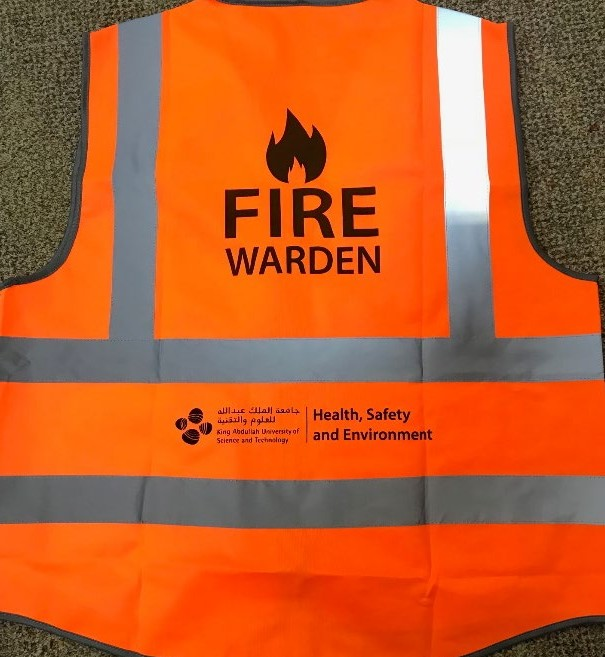 FIRE
WARDEN
جامعة الملك عبدالله
للعلوم والتقنية
King Abdullah University of
Science and Technology
Health, Safety
and Environment